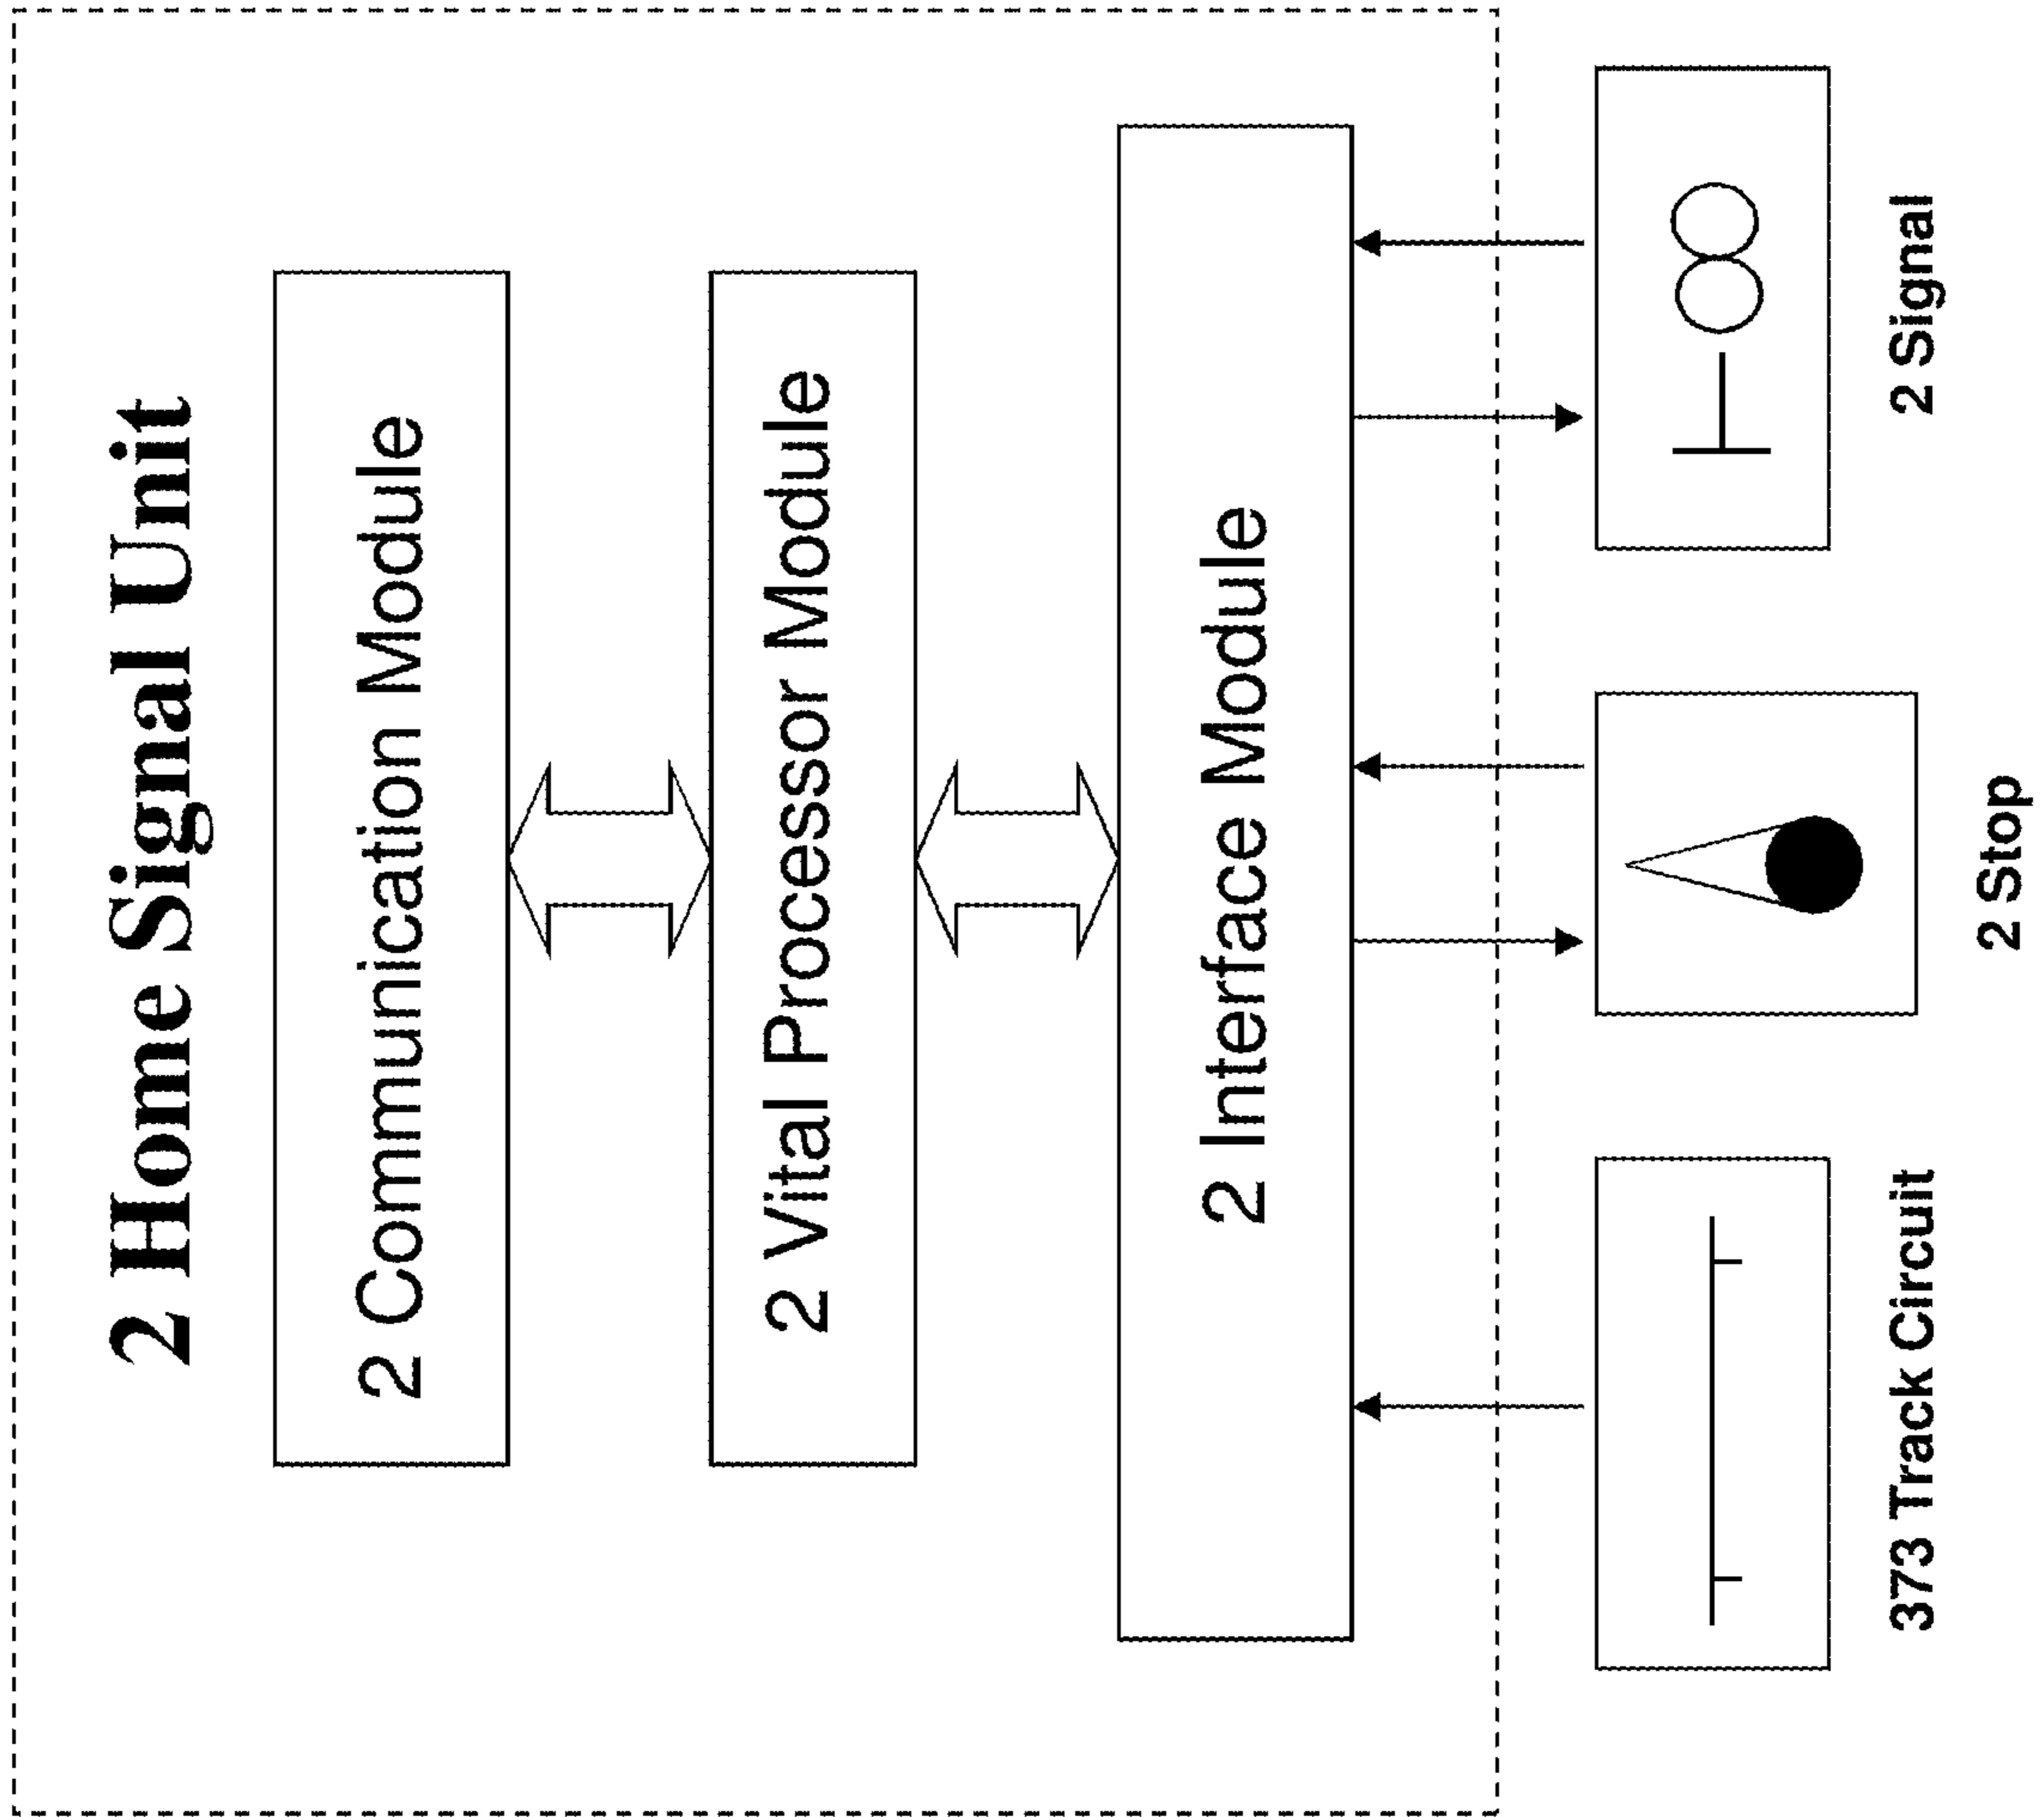 2 Home Signal Unit
2 Communication Module
2 Vital Processor Module
2 Interface Module
373 Track Circuit
2 Stop
2 Signal